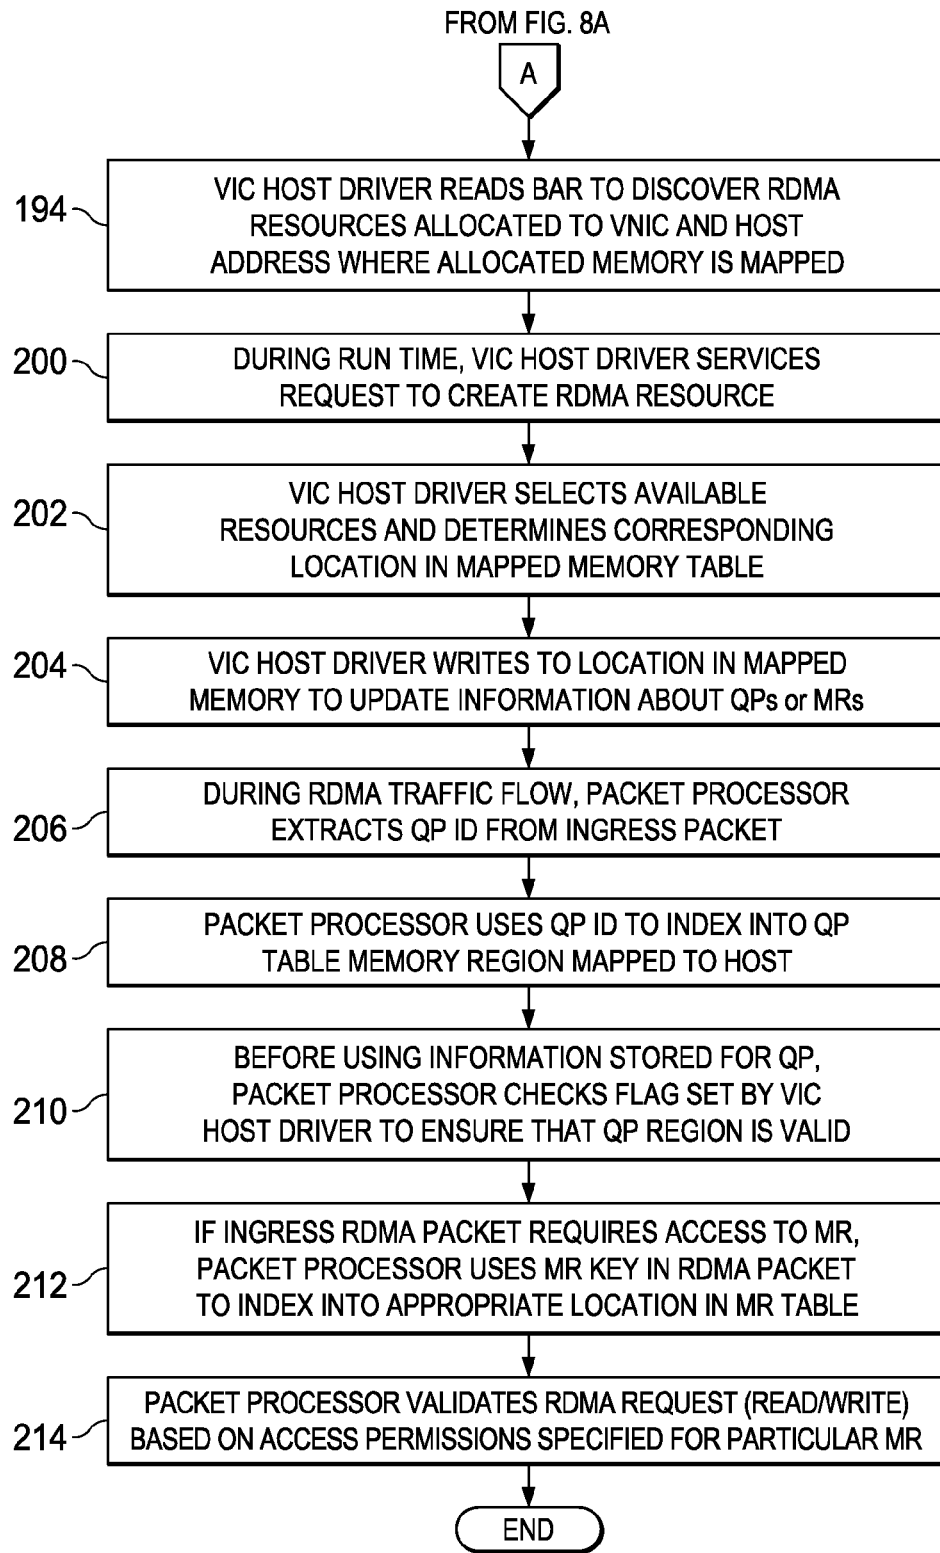 FROM FIG. 8A
A
194
VIC HOST DRIVER READS BAR TO DISCOVER RDMA
RESOURCES ALLOCATED TO VNIC AND HOST
ADDRESS WHERE ALLOCATED MEMORY IS MAPPED
200
DURING RUN TIME, VIC HOST DRIVER SERVICES
REQUEST TO CREATE RDMA RESOURCE
202
VIC HOST DRIVER SELECTS AVAILABLE
RESOURCES AND DETERMINES CORRESPONDING
LOCATION IN MAPPED MEMORY TABLE
204
VIC HOST DRIVER WRITES TO LOCATION IN MAPPED
MEMORY TO UPDATE INFORMATION ABOUT QPs or MRs
206
DURING RDMA TRAFFIC FLOW, PACKET PROCESSOR
EXTRACTS QP ID FROM INGRESS PACKET
208
PACKET PROCESSOR USES QP ID TO INDEX INTO QP
TABLE MEMORY REGION MAPPED TO HOST
210
BEFORE USING INFORMATION STORED FOR QP,
PACKET PROCESSOR CHECKS FLAG SET BY VIC
HOST DRIVER TO ENSURE THAT QP REGION IS VALID
212
IF INGRESS RDMA PACKET REQUIRES ACCESS TO MR,
PACKET PROCESSOR USES MR KEY IN RDMA PACKET
TO INDEX INTO APPROPRIATE LOCATION IN MR TABLE
214
PACKET PROCESSOR VALIDATES RDMA REQUEST (READ/WRITE)
BASED ON ACCESS PERMISSIONS SPECIFIED FOR PARTICULAR MR
END